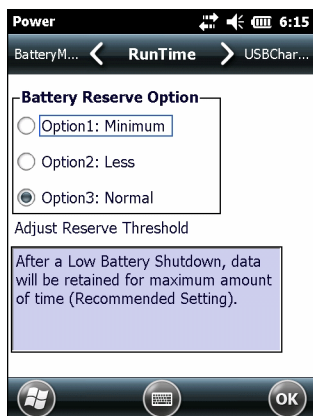 Power 6:15
BatteryM... RunTime USBChar...
Battery Reserve Option
Option1: Minimum
Option2: Less
Option3: Normal
Adjust Reserve Threshold
After a Low Battery Shutdown, data
will be retained for maximum amount
of time (Recommended Setting).
OK